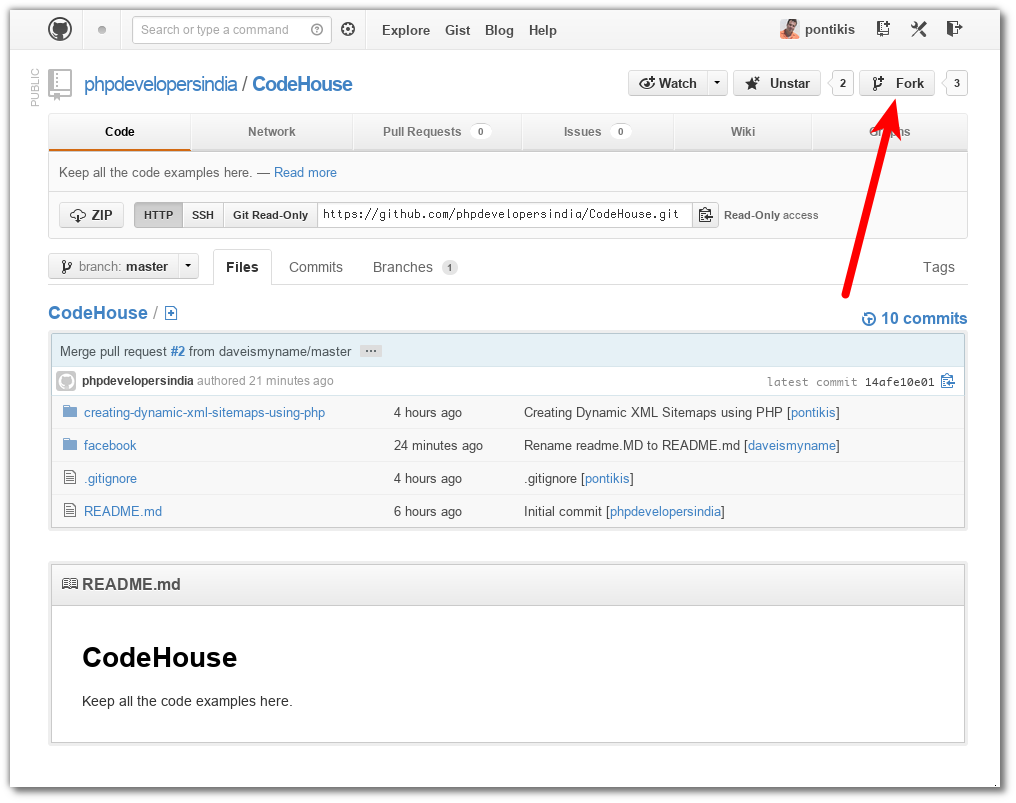 Search or type a command
Explore Gist Blog Help pontikis
PUBLIC
phpdevelopersindia / CodeHouse
Watch Unstar 2 Fork 3
Code Network Pull Requests 0 Issues 0 Wiki Graphs
Keep all the code examples here. — Read more
ZIP HTTP SSH Git Read-Only https://github.com/phpdevelopersindia/CodeHouse.git Read-Only access
branch: master Files Commits Branches 1 Tags
CodeHouse /
10 commits
Merge pull request #2 from daveismyname/master ...
phpdevelopersindia authored 21 minutes ago latest commit 14afe10e01
creating-dynamic-xml-sitemaps-using-php 4 hours ago Creating Dynamic XML Sitemaps using PHP [pontikis]
facebook 24 minutes ago Rename readme.MD to README.md [daveismyname]
.gitignore 4 hours ago .gitignore [pontikis]
README.md 6 hours ago Initial commit [phpdevelopersindia]
README.md
CodeHouse
Keep all the code examples here.